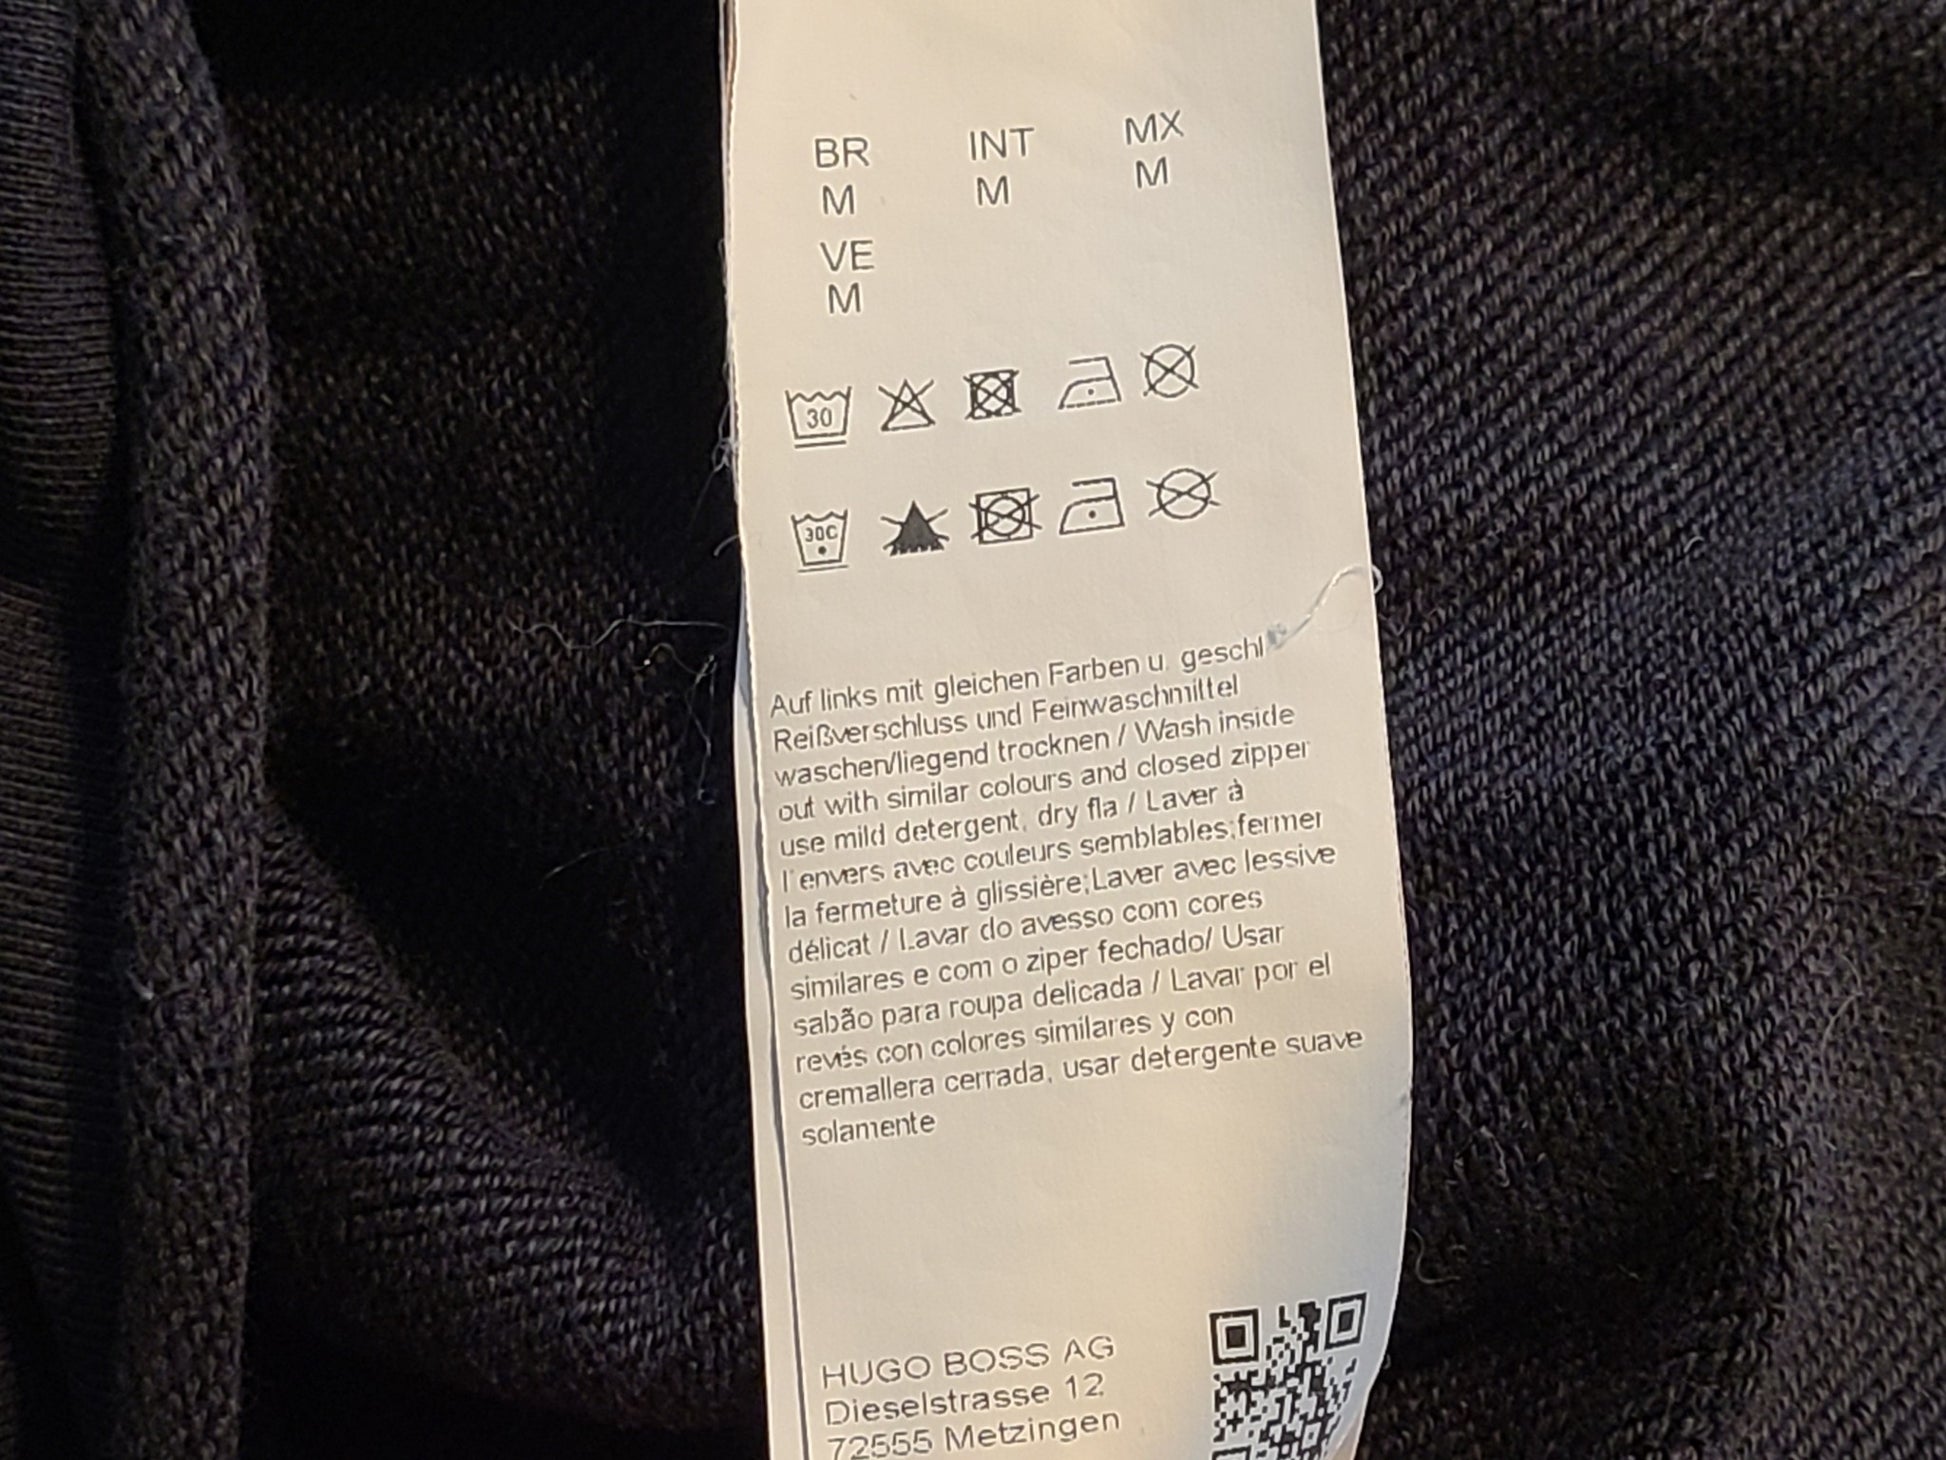 BR INT MX
M M M
VE
M
30
30C
Auf links mit gleichen Farben u. geschl
Reißverschluss und Feinwaschmittel
waschen/liegend trocknen / Wash inside
out with similar colours and closed zipper
use mild detergent, dry fla / Laver à
l'envers avec couleurs semblables;fermer
la fermeture à glissière;Laver avec lessive
délicat / Lavar do avesso com cores
similares e com o ziper fechado/ Usar
sabão para roupa delicada / Lavar por el
revés con colores similares y con
cremallera cerrada, usar detergente suave
solamente
HUGO BOSS AG
Dieselstrasse 12
72555 Metzingen